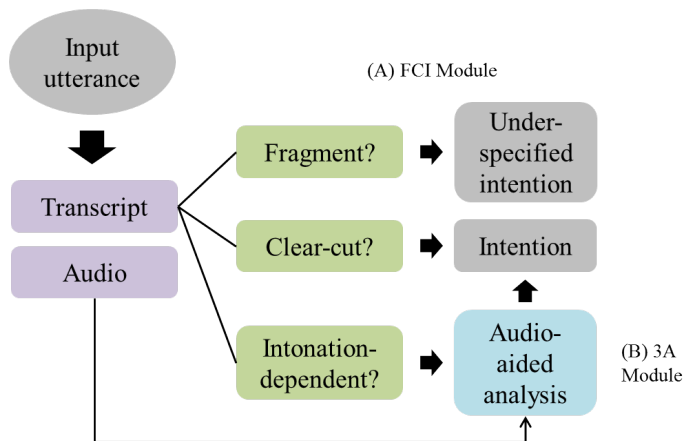 Input
utterance
(A) FCI Module
Fragment?
Under-
specified
intention
Transcript
Clear-cut?
Intention
Audio
Intonation-
dependent?
Audio-
aided
analysis
(B) 3A
Module